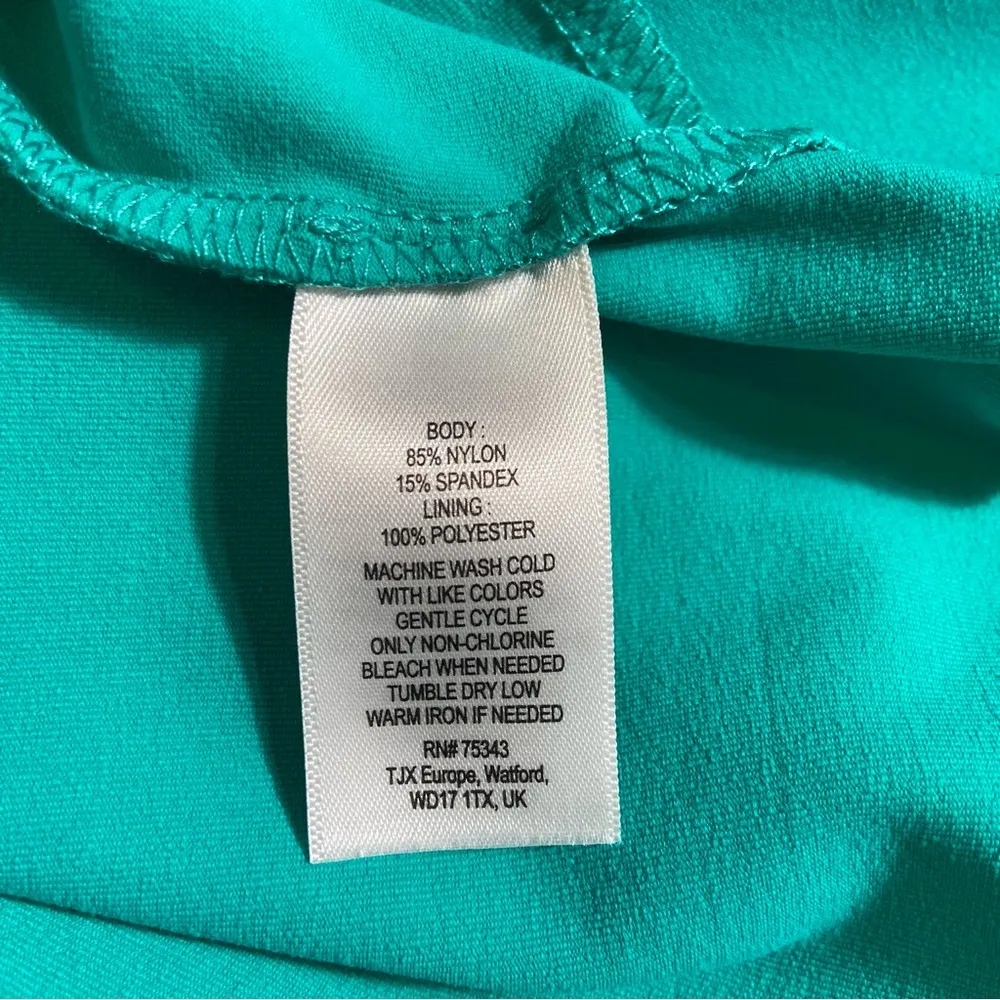 BODY :
85% NYLON
15% SPANDEX
LINING :
100% POLYESTER
MACHINE WASH COLD
WITH LIKE COLORS
GENTLE CYCLE
ONLY NON-CHLORINE
BLEACH WHEN NEEDED
TUMBLE DRY LOW
WARM IRON IF NEEDED
RN# 75343
TJX Europe, Watford,
WD17 1TX, UK